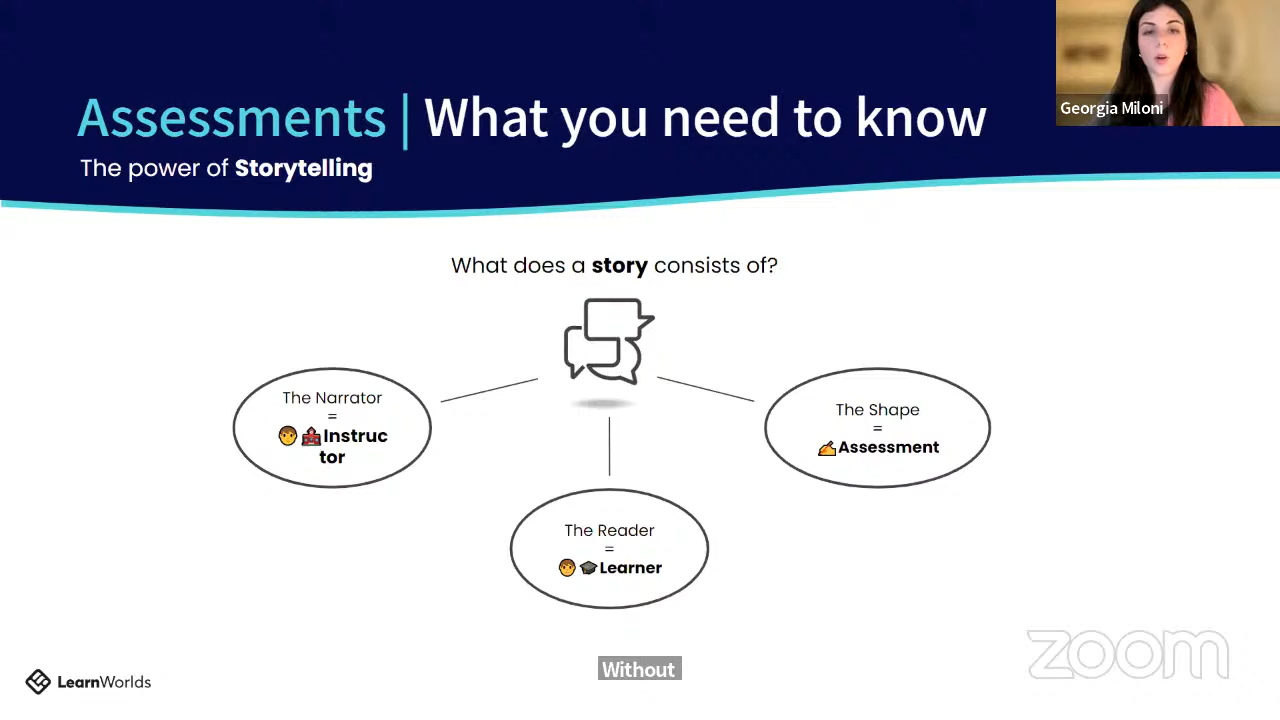 Georgia Miloni
Assessments | What you need to know
The power of Storytelling
What does a story consists of?
The Narrator
=
Instruc
tor
The Shape
=
Assessment
The Reader
=
Learner
Without
zoom
LearnWorlds